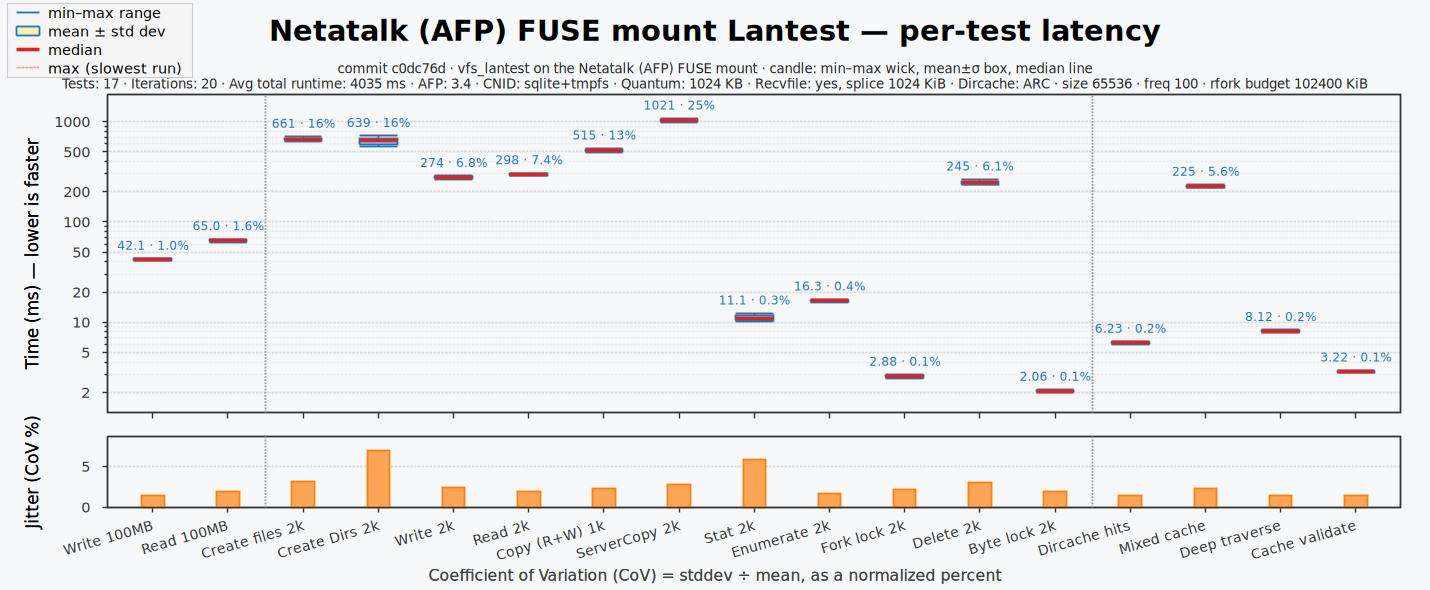 min–max range
mean ± std dev
median
max (slowest run)
Netatalk (AFP) FUSE mount Lantest — per-test latency
commit c0dc76d · vfs_lantest on the Netatalk (AFP) FUSE mount · candle: min–max wick, mean±σ box, median line
Tests: 17 · Iterations: 20 · Avg total runtime: 4035 ms · AFP: 3.4 · CNID: sqlite+tmpfs · Quantum: 1024 KB · Recvfile: yes, splice 1024 KiB · Dircache: ARC · size 65536 · freq 100 · rfork budget 102400 KiB
Time (ms) — lower is faster
1000
500
200
100
50
20
10
5
2
42.1 · 1.0%
65.0 · 1.6%
661 · 16%
639 · 16%
274 · 6.8%
298 · 7.4%
515 · 13%
1021 · 25%
11.1 · 0.3%
16.3 · 0.4%
2.88 · 0.1%
245 · 6.1%
2.06 · 0.1%
6.23 · 0.2%
225 · 5.6%
8.12 · 0.2%
3.22 · 0.1%
Jitter (CoV %)
5
0
Write 100MB
Read 100MB
Create files 2k
Create Dirs 2k
Write 2k
Read 2k
Copy (R+W) 1k
ServerCopy 2k
Stat 2k
Enumerate 2k
Fork lock 2k
Delete 2k
Byte lock 2k
Dircache hits
Mixed cache
Deep traverse
Cache validate
Coefficient of Variation (CoV) = stddev ÷ mean, as a normalized percent